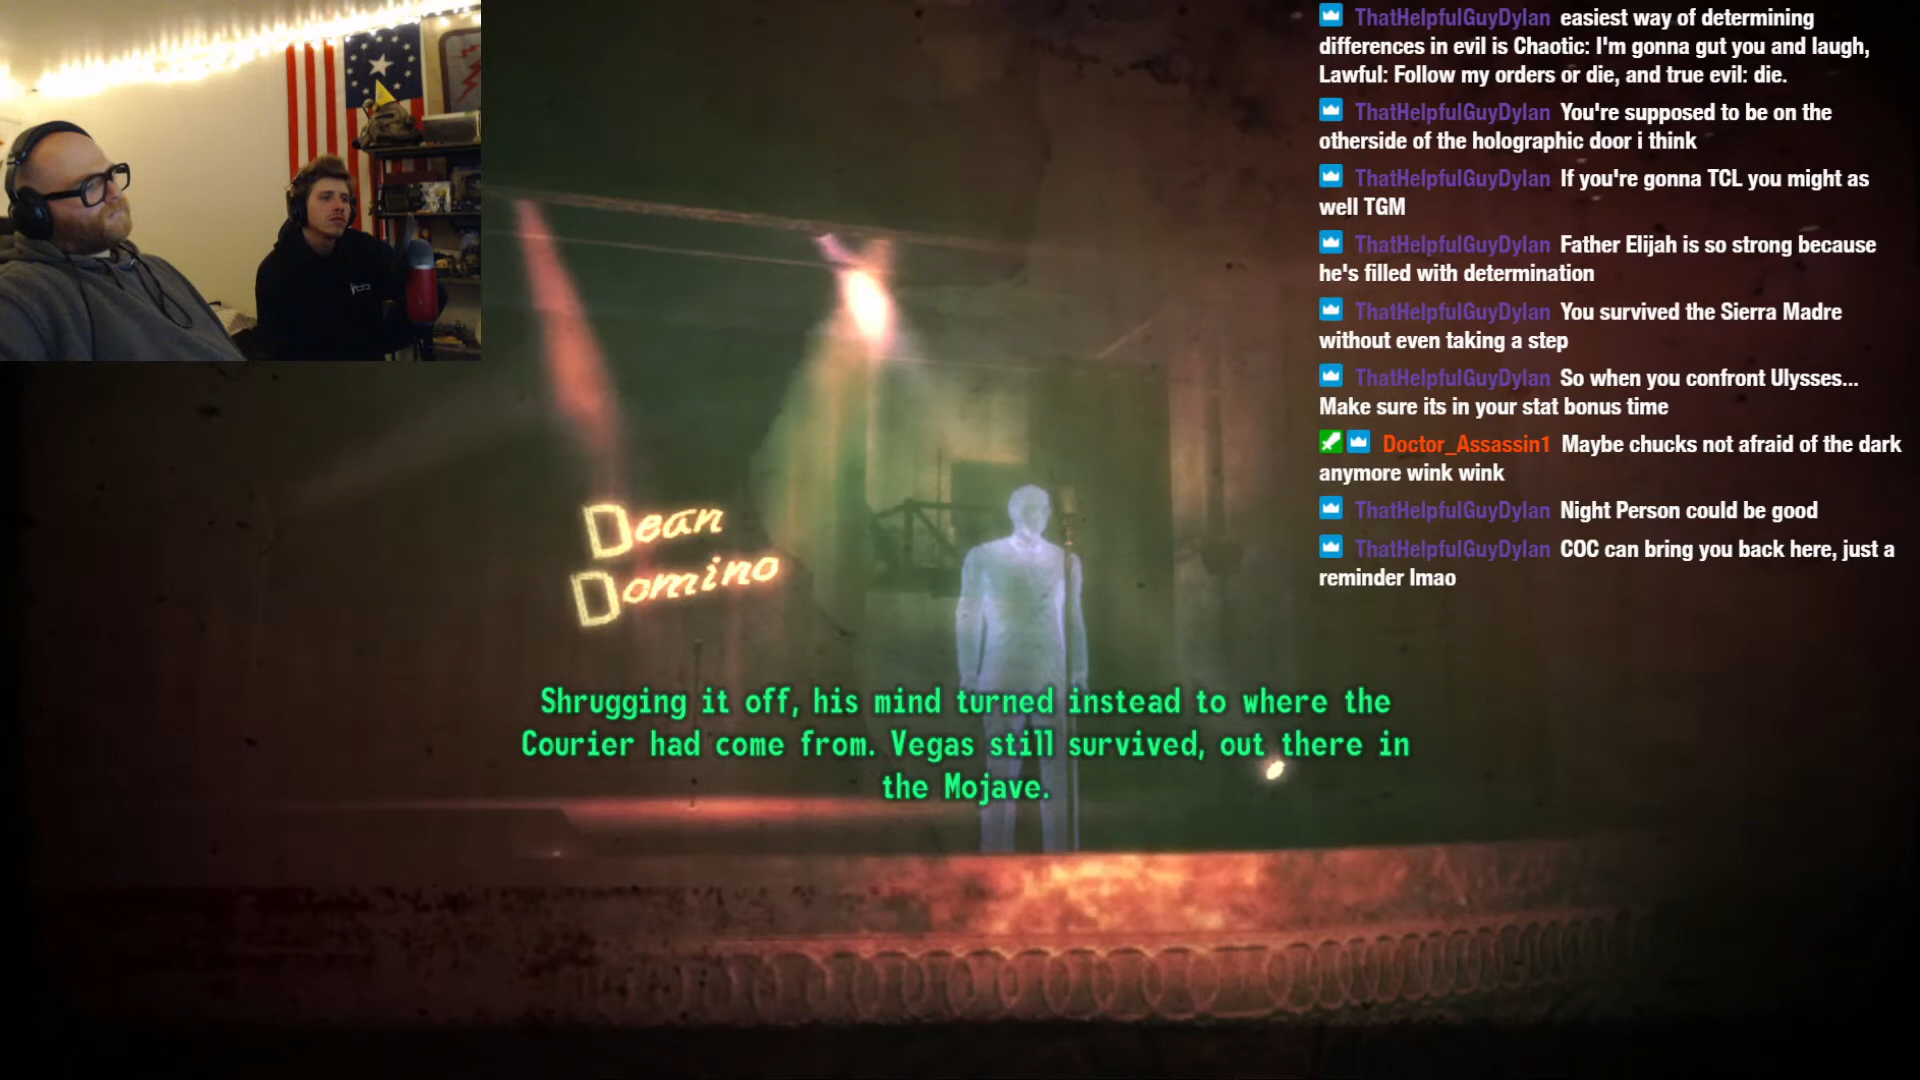 ThatHelpfulGuyDylan easiest way of determining
differences in evil is Chaotic: I'm gonna gut you and laugh,
Lawful: Follow my orders or die, and true evil: die.
ThatHelpfulGuyDylan You're supposed to be on the
otherside of the holographic door i think
ThatHelpfulGuyDylan If you're gonna TCL you might as
well TGM
ThatHelpfulGuyDylan Father Elijah is so strong because
he's filled with determination
ThatHelpfulGuyDylan You survived the Sierra Madre
without even taking a step
ThatHelpfulGuyDylan So when you confront Ulysses...
Make sure its in your stat bonus time
Doctor_Assassin1 Maybe chucks not afraid of the dark
anymore wink wink
ThatHelpfulGuyDylan Night Person could be good
ThatHelpfulGuyDylan COC can bring you back here, just a
reminder lmao
Dean
Domino
Shrugging it off, his mind turned instead to where the
Courier had come from. Vegas still survived, out there in
the Mojave.